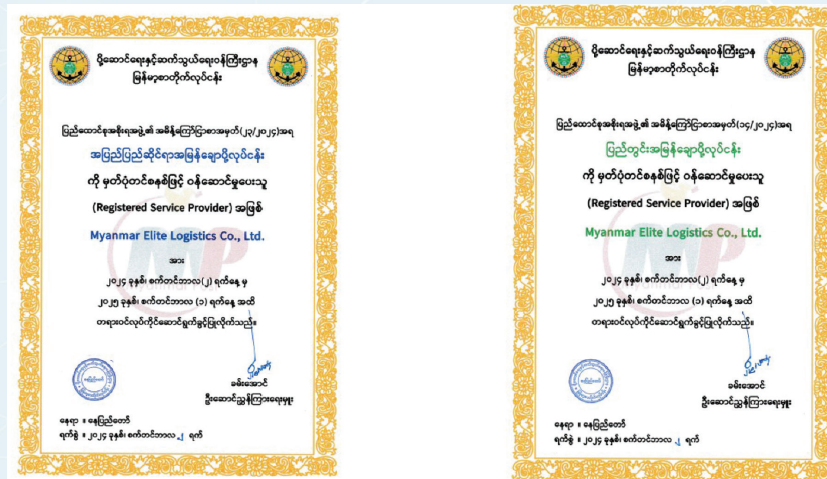 ပို့ဆောင်ရေးနှင့်ဆက်သွယ်ရေးဝန်ကြီးဌာန
မြန်မာ့စာတိုက်လုပ်ငန်း
ပြည်ထောင်စုအစိုးရအဖွဲ့၏ အမိန့်ကြော်ငြာစာအမှတ်(၂၃/၂၀၂၄)အရ
အပြည်ပြည်ဆိုင်ရာအမြန်ချောပို့လုပ်ငန်း
ကို မှတ်ပုံတင်စနစ်ဖြင့် ဝန်ဆောင်မှုပေးသူ
(Registered Service Provider) အဖြစ်
Myanmar Elite Logistics Co., Ltd.
အား
၂၀၂၄ ခုနှစ်၊ စက်တင်ဘာလ(၂) ရက်နေ့ မှ
၂၀၂၅ ခုနှစ်၊ စက်တင်ဘာလ (၁) ရက်နေ့ အထိ
တရားဝင်လုပ်ကိုင်ဆောင်ရွက်ခွင့်ပြုလိုက်သည်။
ခမ်းအောင်
ဦးဆောင်ညွှန်ကြားရေးမှူး
နေရာ ။ နေပြည်တော်
ရက်စွဲ ။ ၂၀၂၄ ခုနှစ်၊ စက်တင်ဘာလ ၂ ရက်
ပို့ဆောင်ရေးနှင့်ဆက်သွယ်ရေးဝန်ကြီးဌာန
မြန်မာ့စာတိုက်လုပ်ငန်း
ပြည်ထောင်စုအစိုးရအဖွဲ့၏ အမိန့်ကြော်ငြာစာအမှတ်(၁၄/၂၀၂၄)အရ
ပြည်တွင်းအမြန်ချောပို့လုပ်ငန်း
ကို မှတ်ပုံတင်စနစ်ဖြင့် ဝန်ဆောင်မှုပေးသူ
(Registered Service Provider) အဖြစ်
Myanmar Elite Logistics Co., Ltd.
အား
၂၀၂၄ ခုနှစ်၊ စက်တင်ဘာလ(၂) ရက်နေ့ မှ
၂၀၂၅ ခုနှစ်၊ စက်တင်ဘာလ (၁) ရက်နေ့ အထိ
တရားဝင်လုပ်ကိုင်ဆောင်ရွက်ခွင့်ပြုလိုက်သည်။
ခမ်းအောင်
ဦးဆောင်ညွှန်ကြားရေးမှူး
နေရာ ။ နေပြည်တော်
ရက်စွဲ ။ ၂၀၂၄ ခုနှစ်၊ စက်တင်ဘာလ ၂ ရက်